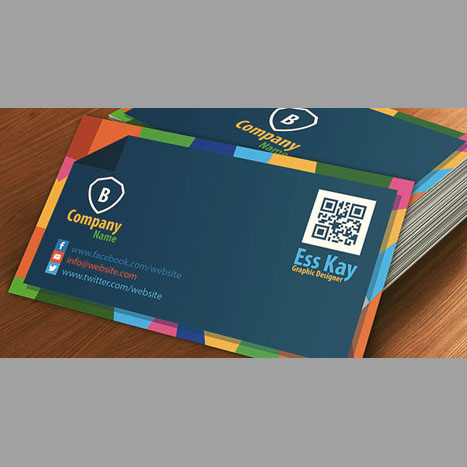 B
Company
Name
B
Company
Name
www.facebook.com/website
info@website.com
www.twitter.com/website
Ess Kay
Graphic Designer